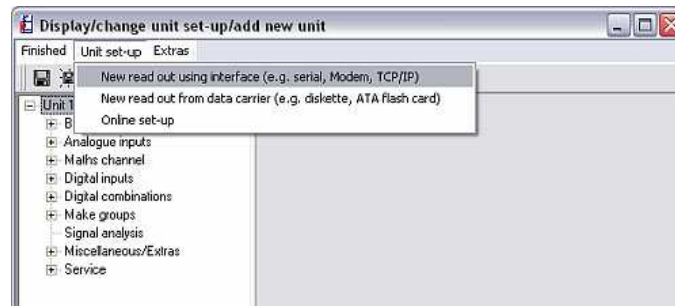 Display/change unit set-up/add new unit
Finished Unit set-up Extras
New read out using interface (e.g. serial, Modem, TCP/IP)
New read out from data carrier (e.g. diskette, ATA flash card)
Online set-up
Unit 1
B
Analogue inputs
Maths channel
Digital inputs
Digital combinations
Make groups
Signal analysis
Miscellaneous/Extras
Service